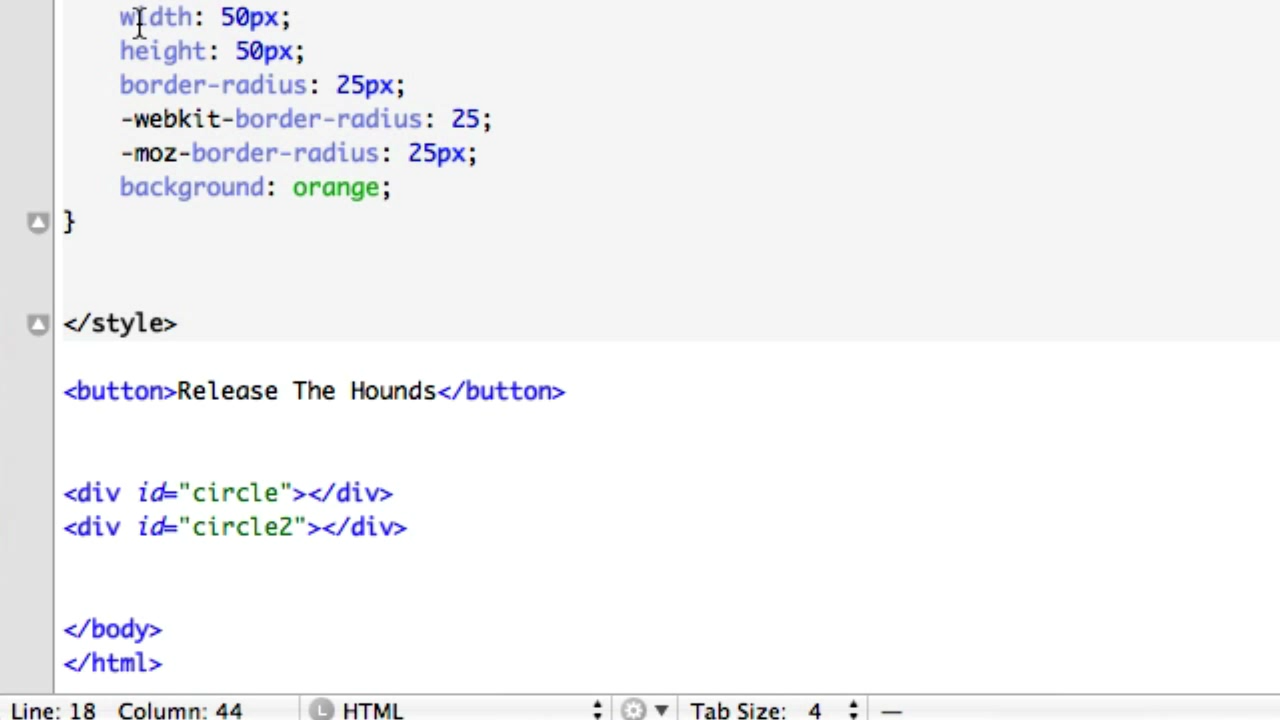 width: 50px;
height: 50px;
border-radius: 25px;
-webkit-border-radius: 25;
-moz-border-radius: 25px;
background: orange;
}
</style>
<button>Release The Hounds</button>
<div id="circle"></div>
<div id="circle2"></div>
</body>
</html>
Line: 18 Column: 44 L HTML Tab Size: 4 —